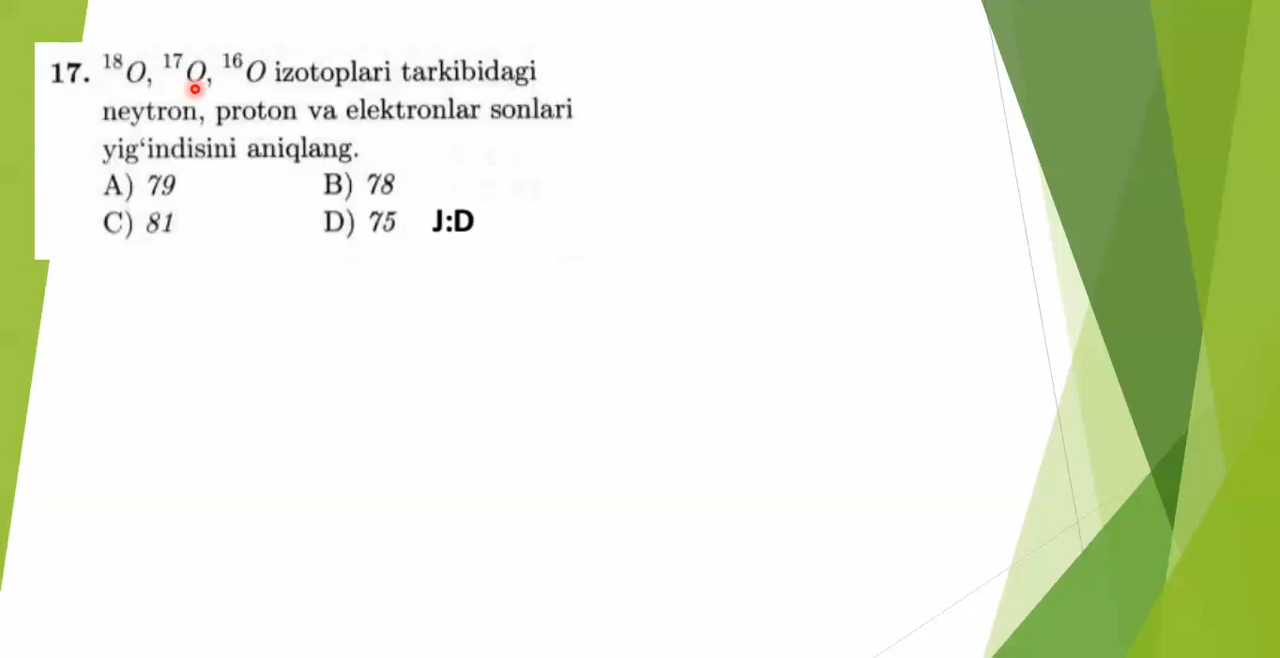 17. ¹⁸O, ¹⁷O, ¹⁶O izotoplari tarkibidagi
neytron, proton va elektronlar sonlari
yig‘indisini aniqlang.
A) 79 B) 78
C) 81 D) 75 J:D